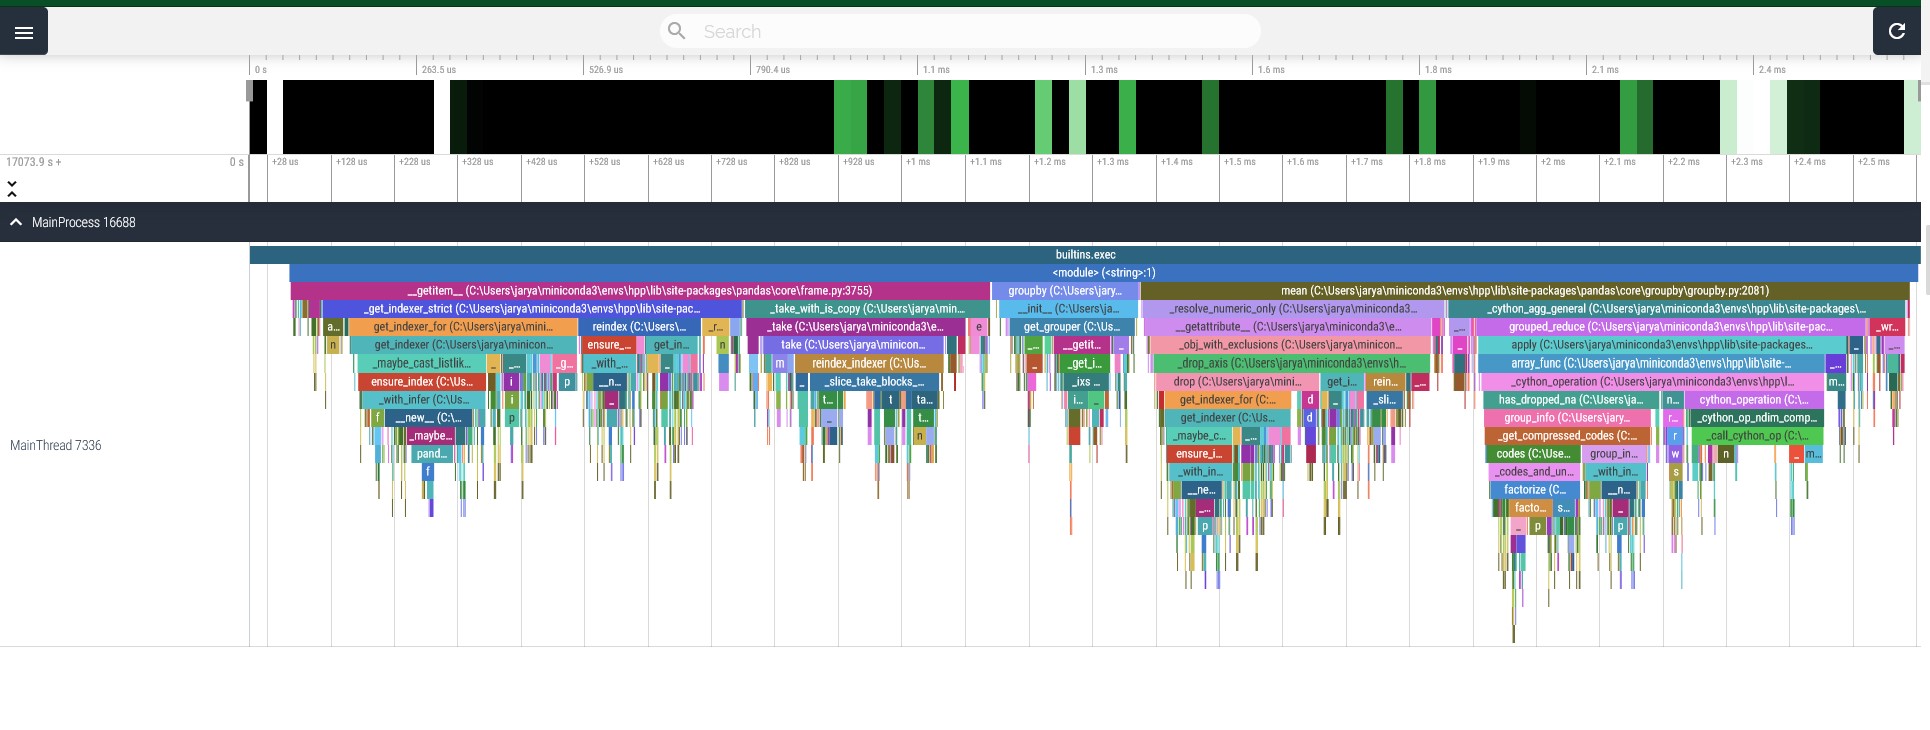 Search
0 s 263.5 us 526.9 us 790.4 us 1.1 ms 1.3 ms 1.6 ms 1.8 ms 2.1 ms 2.4 ms
17073.9 s + 0 s +28 us +128 us +228 us +328 us +428 us +528 us +628 us +728 us +828 us +928 us +1 ms +1.1 ms +1.2 ms +1.3 ms +1.4 ms +1.5 ms +1.6 ms +1.7 ms +1.8 ms +1.9 ms +2 ms +2.1 ms +2.2 ms +2.3 ms +2.4 ms +2.5 ms
MainProcess 16688
builtins.exec
<module> (<string>:1)
__getitem__ (C:\Users\jarya\miniconda3\envs\hpp\lib\site-packages\pandas\core\frame.py:3755) groupby (C:\Users\jary... mean (C:\Users\jarya\miniconda3\envs\hpp\lib\site-packages\pandas\core\groupby\groupby.py:2081)
_get_indexer_strict (C:\Users\jarya\miniconda3\envs\hpp\lib\site-pac... _take_with_is_copy (C:\Users\jarya\min... __init__ (C:\Users\ja... _resolve_numeric_only (C:\Users\jarya\miniconda3... _cython_agg_general (C:\Users\jarya\miniconda3\envs\hpp\lib\site-packages\...
a... get_indexer_for (C:\Users\jarya\mini... reindex (C:\Users\... _r... _take (C:\Users\jarya\miniconda3\e... e get_grouper (C:\Us... __getattribute__ (C:\Users\jarya\miniconda3\e... _... grouped_reduce (C:\Users\jarya\miniconda3\envs\hpp\lib\site-pac... _wr...
n get_indexer (C:\Users\jarya\minicon... ensure_... get_in... n take (C:\Users\jarya\minicon... _... __getit... _ _obj_with_exclusions (C:\Users\jarya\minicon... _... apply (C:\Users\jarya\miniconda3\envs\hpp\lib\site-packages... _ _...
_maybe_cast_listlik... _ _... _g... _with_... _ m reindex_indexer (C:\Us... _ _get_i... _drop_axis (C:\Users\jarya\miniconda3\envs\h... array_func (C:\Users\jarya\miniconda3\envs\hpp\lib\site-... _...
ensure_index (C:\Us... i p __n... _ _slice_take_blocks_... _ixs ... drop (C:\Users\jarya\mini... get_i... rein... _... _cython_operation (C:\Users\jarya\miniconda3\envs\hpp\l... m...
_with_infer (C:\Us... i _ t... t ta... i... _ get_indexer_for (C:... d _ _sli... has_dropped_na (C:\Users\ja... n... cython_operation (C:\...
f __new__ (C:\... p _ t... get_indexer (C:\Us... d group_info (C:\Users\jary... r... _cython_op_ndim_comp...
_maybe... n _maybe_c... _... _get_compressed_codes (C:... r _call_cython_op (C:\...
MainThread 7336
pand... ensure_i... codes (C:\Use... group_in... w n _ m...
f _with_in... _codes_and_un... _with_in... s
__ne... factorize (C... __n...
_... facto... s... _
p _ p p